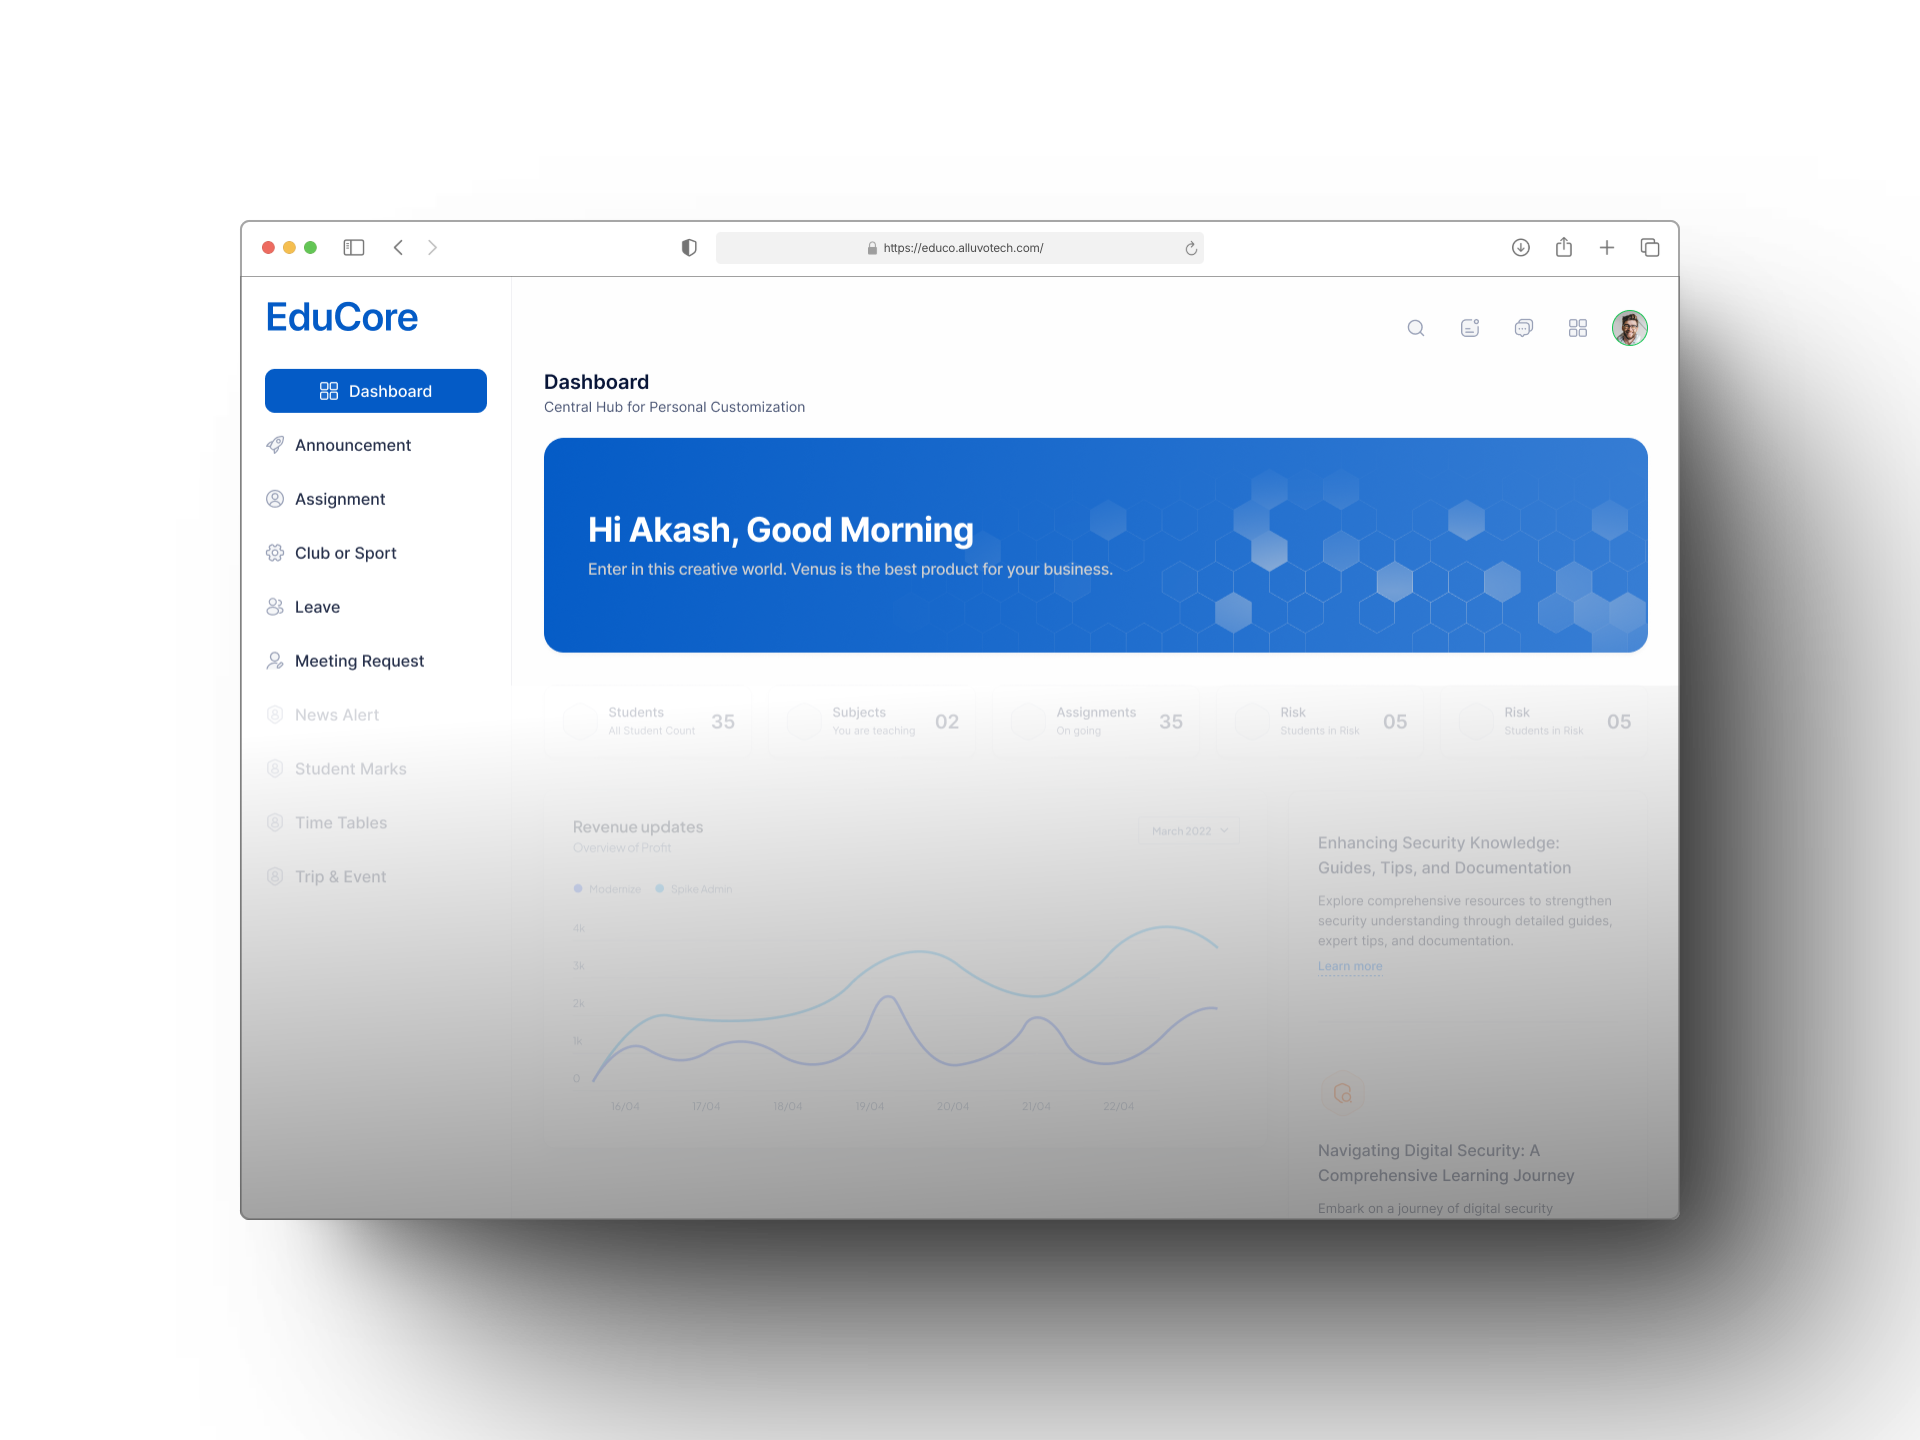 https://educo.alluvotech.com/
EduCore
Dashboard
Announcement
Assignment
Club or Sport
Leave
Meeting Request
News Alert
Student Marks
Time Tables
Trip & Event
Dashboard
Central Hub for Personal Customization
Hi Akash, Good Morning
Enter in this creative world. Venus is the best product for your business.
Students
All Student Count
35
Subjects
You are teaching
02
Assignments
On going
35
Risk
Students in Risk
05
Risk
Students in Risk
05
Revenue updates
Overview of Profit
March 2022
Modernize
Spike Admin
4k
3k
2k
1k
0
16/04
17/04
18/04
19/04
20/04
21/04
22/04
Enhancing Security Knowledge:
Guides, Tips, and Documentation
Explore comprehensive resources to strengthen
security understanding through detailed guides,
expert tips, and documentation.
Learn more
Navigating Digital Security: A
Comprehensive Learning Journey
Embark on a journey of digital security